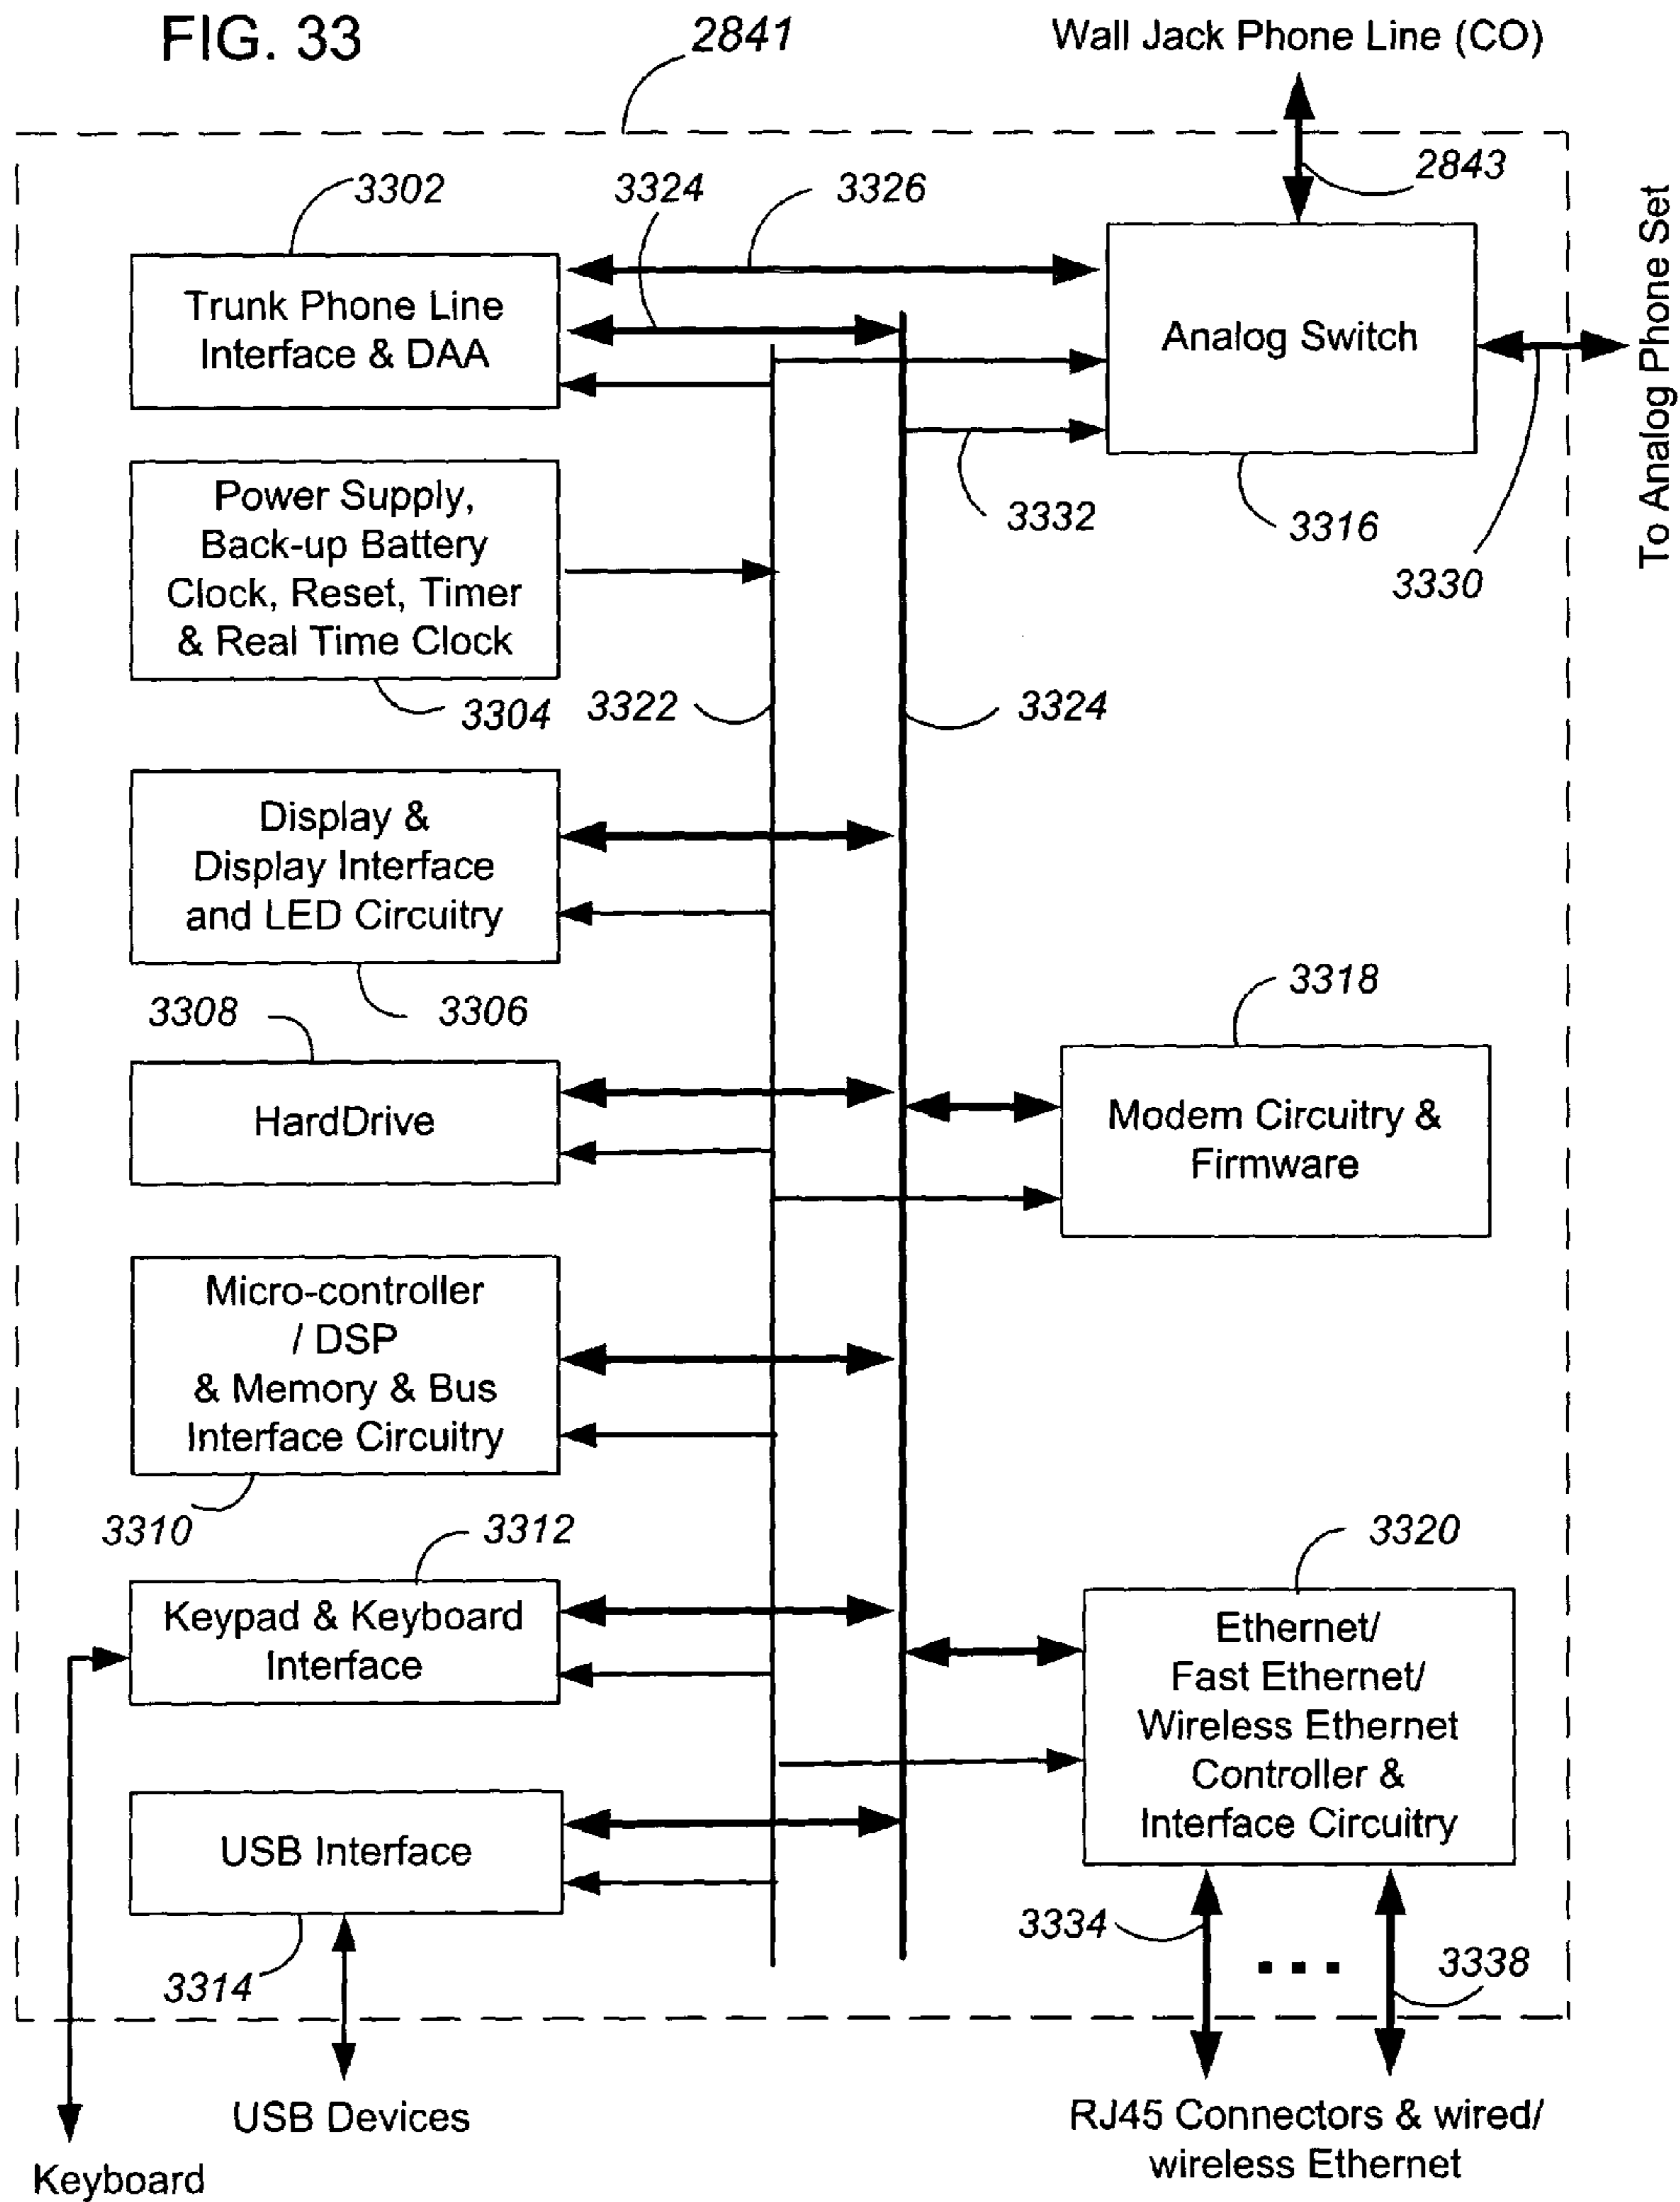 FIG. 33
2841
Wall Jack Phone Line (CO)
2843
3302
3324
3326
Trunk Phone Line
Interface & DAA
Analog Switch
To Analog Phone Set
3332
3316
3330
Power Supply,
Back-up Battery
Clock, Reset, Timer
& Real Time Clock
3304
3322
3324
Display &
Display Interface
and LED Circuitry
3306
3308
HardDrive
3318
Modem Circuitry &
Firmware
Micro-controller
/ DSP
& Memory & Bus
Interface Circuitry
3310
3312
Keypad & Keyboard
Interface
3320
Ethernet/
Fast Ethernet/
Wireless Ethernet
Controller &
Interface Circuitry
USB Interface
3314
3334
3338
USB Devices
Keyboard
RJ45 Connectors & wired/
wireless Ethernet